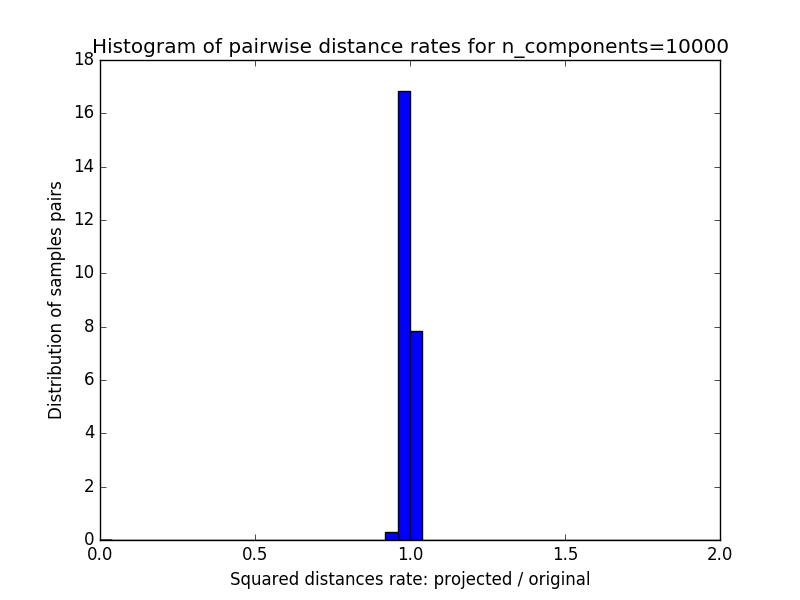 Histogram of pairwise distance rates for n_components=10000
18
16
14
12
10
8
6
4
2
0
Distribution of samples pairs
0.0 0.5 1.0 1.5 2.0
Squared distances rate: projected / original